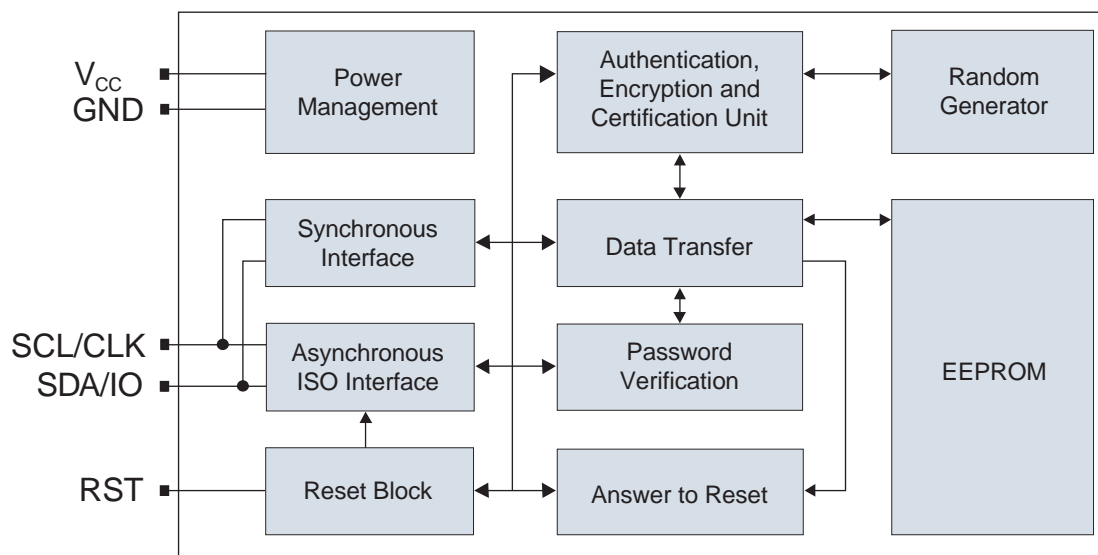 V_CC
GND
SCL/CLK
SDA/IO
RST
Power
Management
Synchronous
Interface
Asynchronous
ISO Interface
Reset Block
Authentication,
Encryption and
Certification Unit
Data Transfer
Password
Verification
Answer to Reset
Random
Generator
EEPROM